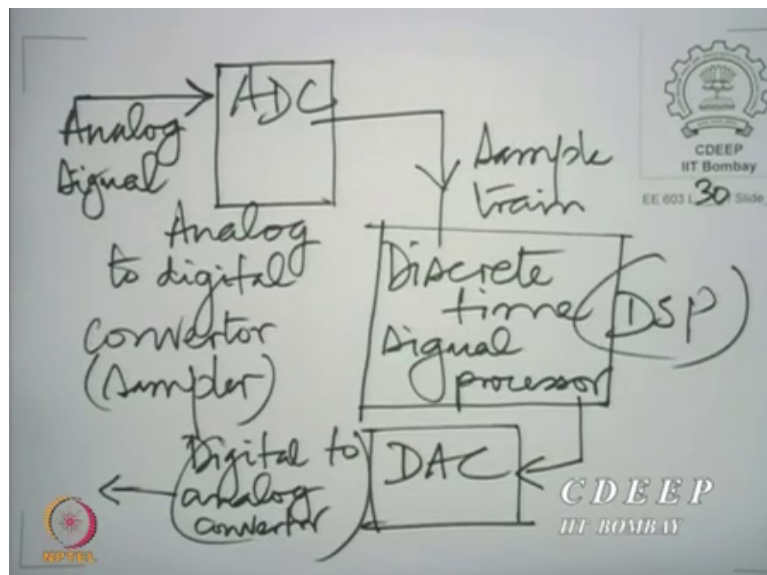 Analog
Signal
ADC
Analog
to digital
Convertor
(Sampler)
Sample
train
Discrete
time
Signal
processor
DSP
DAC
Digital to
analog
convertor
CDEEP
IIT Bombay
EE 603 L 30 Slide
CDEEP
IIT BOMBAY
NPTEL